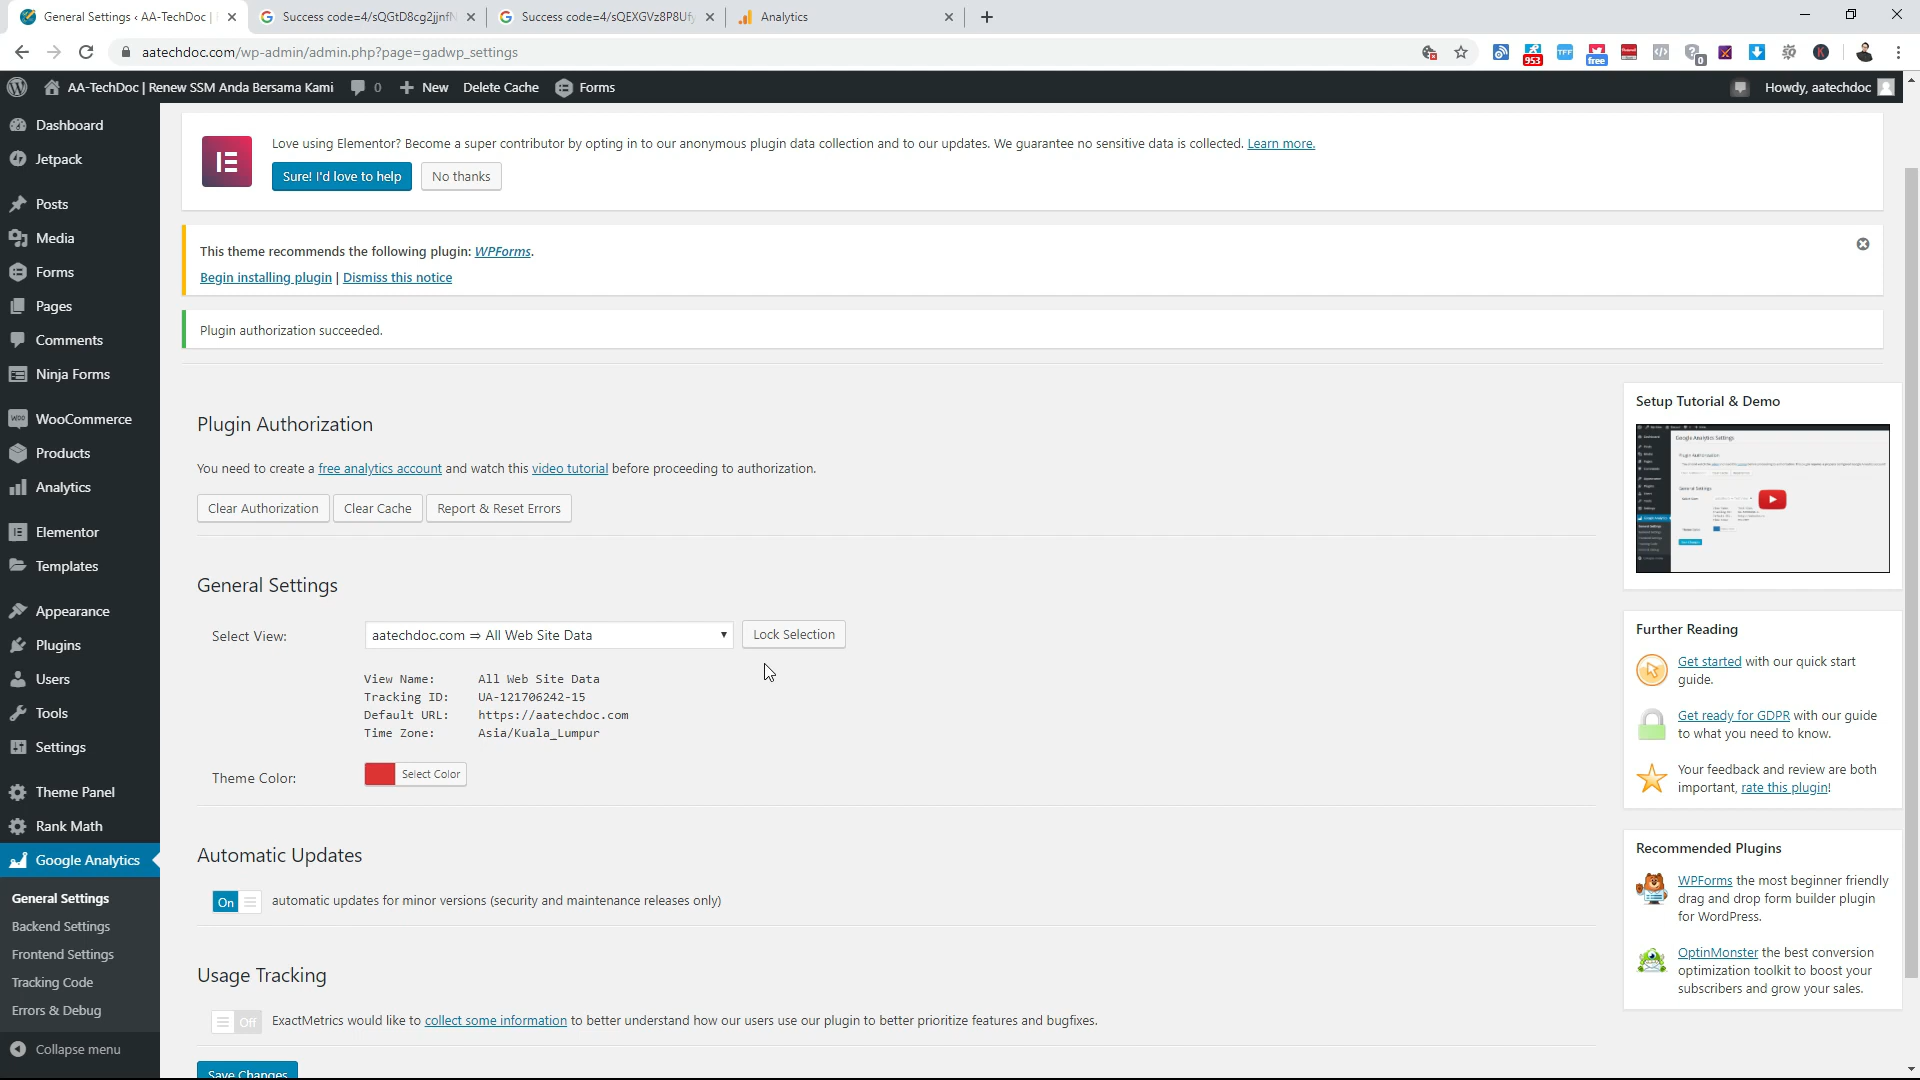 General Settings ‹ AA-TechDoc |
Success code=4/sQGtD8cg2jjnfN
Success code=4/sQEXGVz8P8Ufy
Analytics
aatechdoc.com/wp-admin/admin.php?page=gadwp_settings
953
TFF
free
0
K
AA-TechDoc | Renew SSM Anda Bersama Kami
0
New
Delete Cache
Forms
Howdy, aatechdoc
Dashboard
Jetpack
Posts
Media
Forms
Pages
Comments
Ninja Forms
WooCommerce
Products
Analytics
Elementor
Templates
Appearance
Plugins
Users
Tools
Settings
Theme Panel
Rank Math
Google Analytics
General Settings
Backend Settings
Frontend Settings
Tracking Code
Errors & Debug
Collapse menu
Love using Elementor? Become a super contributor by opting in to our anonymous plugin data collection and to our updates. We guarantee no sensitive data is collected. Learn more.
Sure! I'd love to help
No thanks
This theme recommends the following plugin: WPForms.
Begin installing plugin | Dismiss this notice
Plugin authorization succeeded.
Plugin Authorization
You need to create a free analytics account and watch this video tutorial before proceeding to authorization.
Clear Authorization
Clear Cache
Report & Reset Errors
General Settings
Select View:
aatechdoc.com ⇒ All Web Site Data
Lock Selection
View Name: All Web Site Data
Tracking ID: UA-121706242-15
Default URL: https://aatechdoc.com
Time Zone: Asia/Kuala_Lumpur
Theme Color:
Select Color
Automatic Updates
On
automatic updates for minor versions (security and maintenance releases only)
Usage Tracking
Off
ExactMetrics would like to collect some information to better understand how our users use our plugin to better prioritize features and bugfixes.
Save Changes
Setup Tutorial & Demo
Google Analytics Settings
Plugin Authorization
General Settings
Further Reading
Get started with our quick start
guide.
Get ready for GDPR with our guide
to what you need to know.
Your feedback and review are both
important, rate this plugin!
Recommended Plugins
WPForms the most beginner friendly
drag and drop form builder plugin
for WordPress.
OptinMonster the best conversion
optimization toolkit to boost your
subscribers and grow your sales.